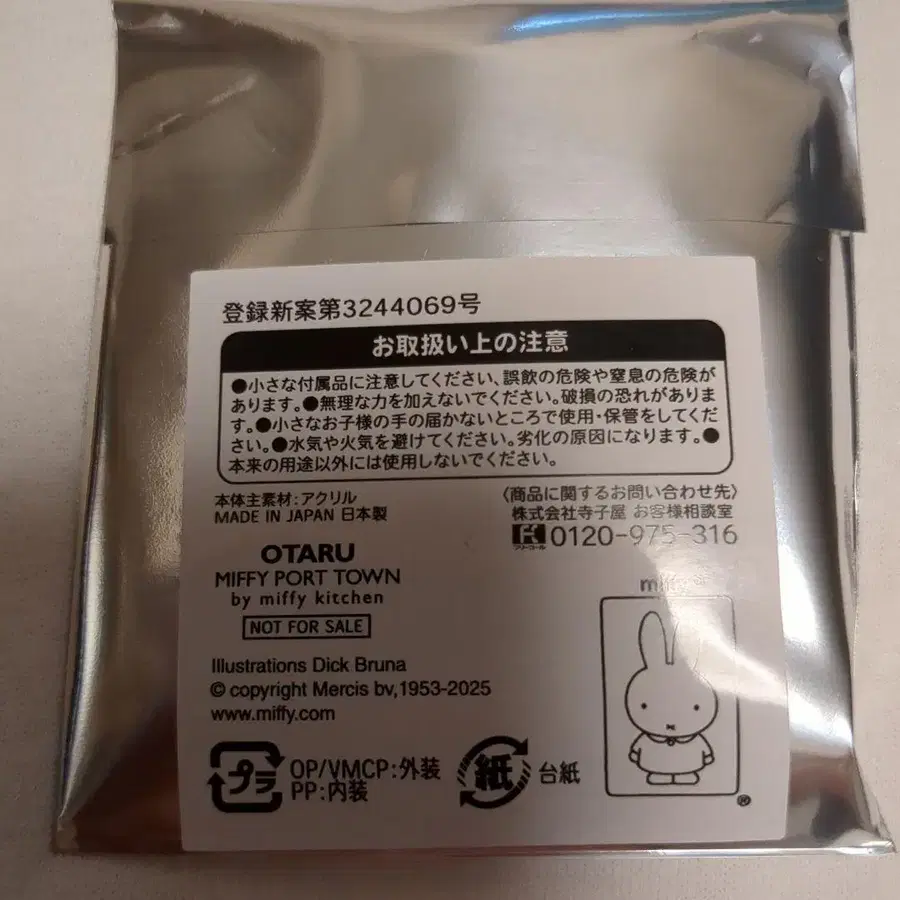 登録新案第3244069号
お取扱い上の注意
●小さな付属品に注意してください、誤飲の危険や窒息の危険が
あります。●無理な力を加えないでください。破損の恐れがありま
す。●小さなお子様の手の届かないところで使用・保管をしてくだ
さい。●水気や火気を避けてください。劣化の原因になります。●
本来の用途以外には使用しないでください。
本体主素材:アクリル
MADE IN JAPAN 日本製
〈商品に関するお問い合わせ先〉
株式会社寺子屋 お客様相談室
フリーコール 0120-975-316
OTARU
MIFFY PORT TOWN
by miffy kitchen
NOT FOR SALE
Illustrations Dick Bruna
© copyright Mercis bv,1953-2025
www.miffy.com
miffy
®
プラ OP/VMCP:外装
PP:内装
紙 台紙